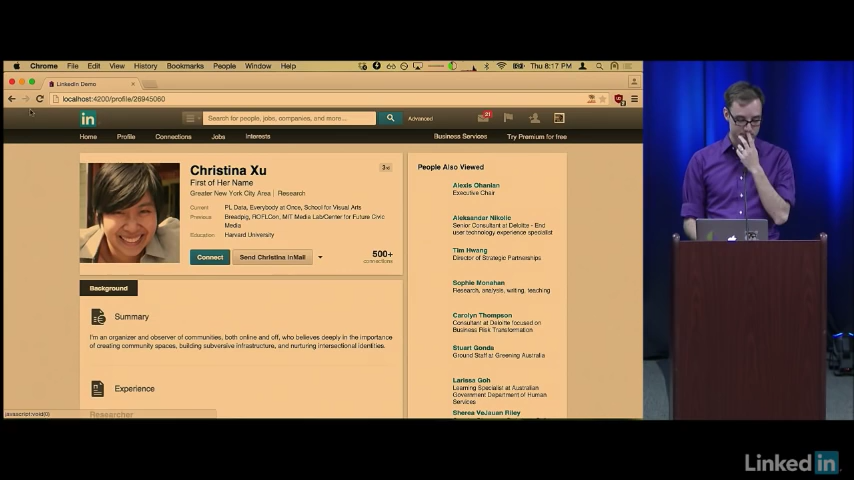 Chrome File Edit View History Bookmarks People Window Help Thu 8:17 PM
LinkedIn Demo
localhost:4200/profile/26945060
in Search for people, jobs, companies, and more... Advanced 21
Home Profile Connections Jobs Interests Business Services Try Premium for free
Christina Xu 3rd
First of Her Name
Greater New York City Area | Research
Current PL Data, Everybody at Once, School for Visual Arts
Previous Breadpig, ROFLCon, MIT Media Lab/Center for Future Civic
Media
Education Harvard University
Connect Send Christina InMail 500+
connections
Background
Summary
I'm an organizer and observer of communities, both online and off, who believes deeply in the importance
of creating community spaces, building subversive infrastructure, and nurturing intersectional identities.
Experience
Researcher
javascript:void(0)
People Also Viewed
Alexis Ohanian
Executive Chair
Aleksandar Nikolic
Senior Consultant at Deloitte - End
user technology experience specialist
Tim Hwang
Director of Strategic Partnerships
Sophie Monahan
Research, analysis, writing, teaching
Carolyn Thompson
Consultant at Deloitte focused on
Business Risk Transformation
Stuart Gonda
Ground Staff at Greening Australia
Larissa Goh
Learning Specialist at Australian
Government Department of Human
Services
Sherea VeJauan Riley
Linked in